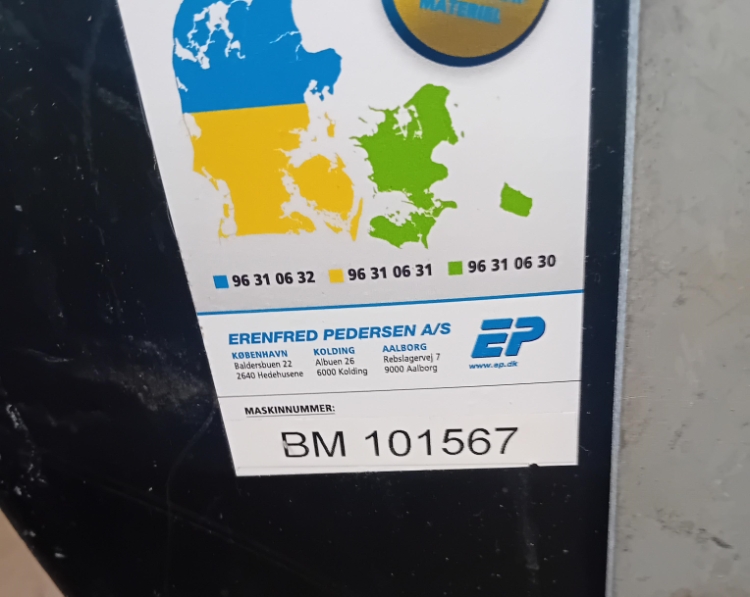 MATERIEL
96 31 06 32 96 31 06 31 96 31 06 30
ERENFRED PEDERSEN A/S
EP
www.ep.dk
KØBENHAVN
Baldersbuen 22
2640 Hedehusene
KOLDING
Albuen 26
6000 Kolding
AALBORG
Rebslagervej 7
9000 Aalborg
MASKINNUMMER:
BM 101567